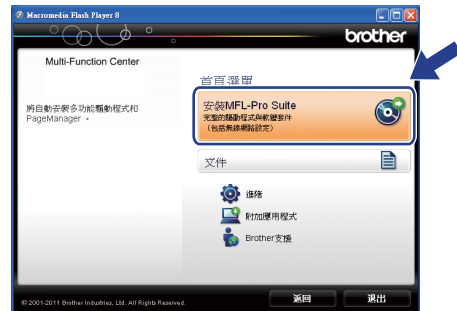 Macromedia Flash Player 8
brother
Multi-Function Center
首頁選單
將自動安裝多功能驅動程式和
PageManager。
安裝MFL-Pro Suite
完整的驅動程式與軟體套件
(包括無線網路設定)
文件
進階
附加應用程式
Brother支援
© 2001-2011 Brother Industries, Ltd. All Rights Reserved.
返回
退出